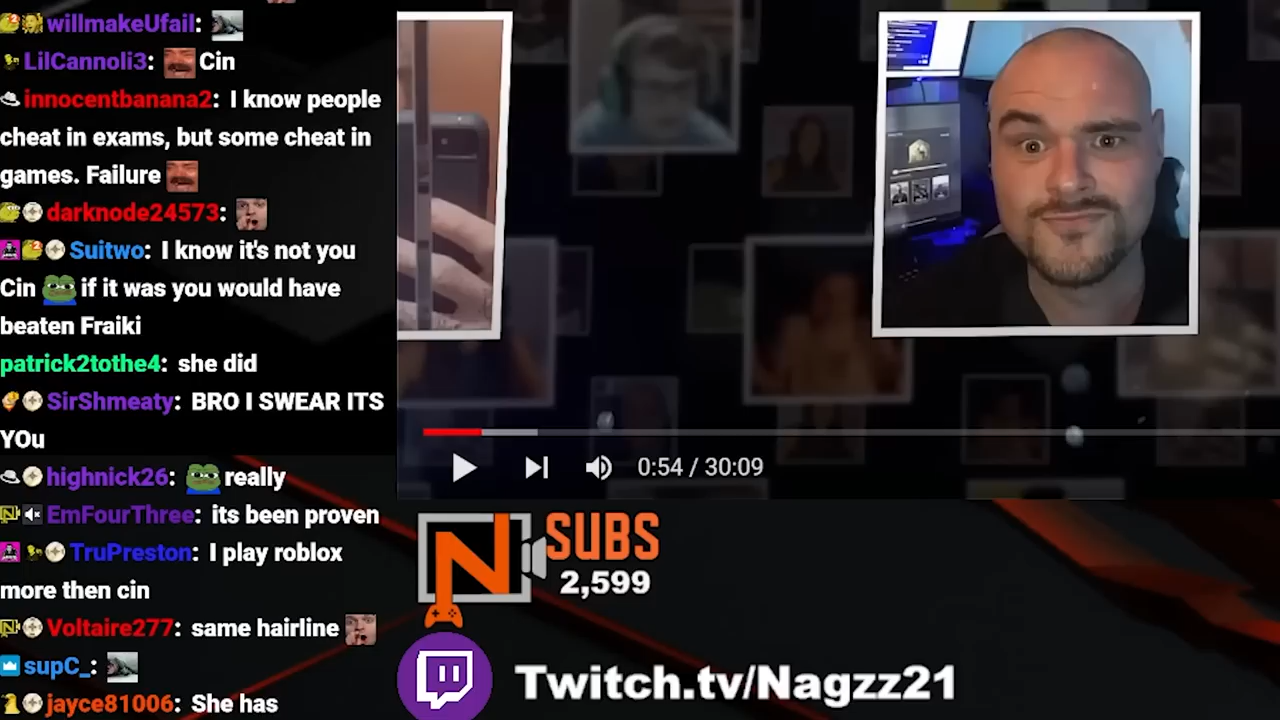 willmakeUfail:
LilCannoli3: Cin
innocentbanana2: I know people
cheat in exams, but some cheat in
games. Failure
darknode24573:
Suitwo: I know it's not you
Cin if it was you would have
beaten Fraiki
patrick2tothe4: she did
SirShmeaty: BRO I SWEAR ITS
YOu
highnick26: really
EmFourThree: its been proven
TruPreston: I play roblox
more then cin
Voltaire277: same hairline
supC_:
jayce81006: She has
0:54 / 30:09
N
SUBS
2,599
Twitch.tv/Nagzz21